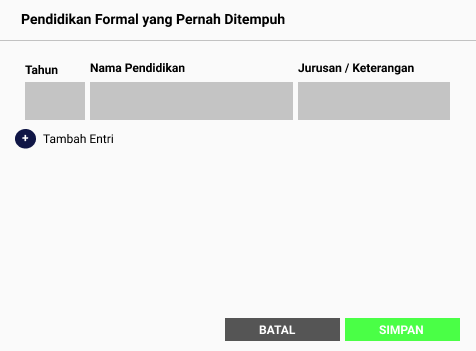 Pendidikan Formal yang Pernah Ditempuh
Tahun Nama Pendidikan Jurusan / Keterangan
+ Tambah Entri
BATAL SIMPAN